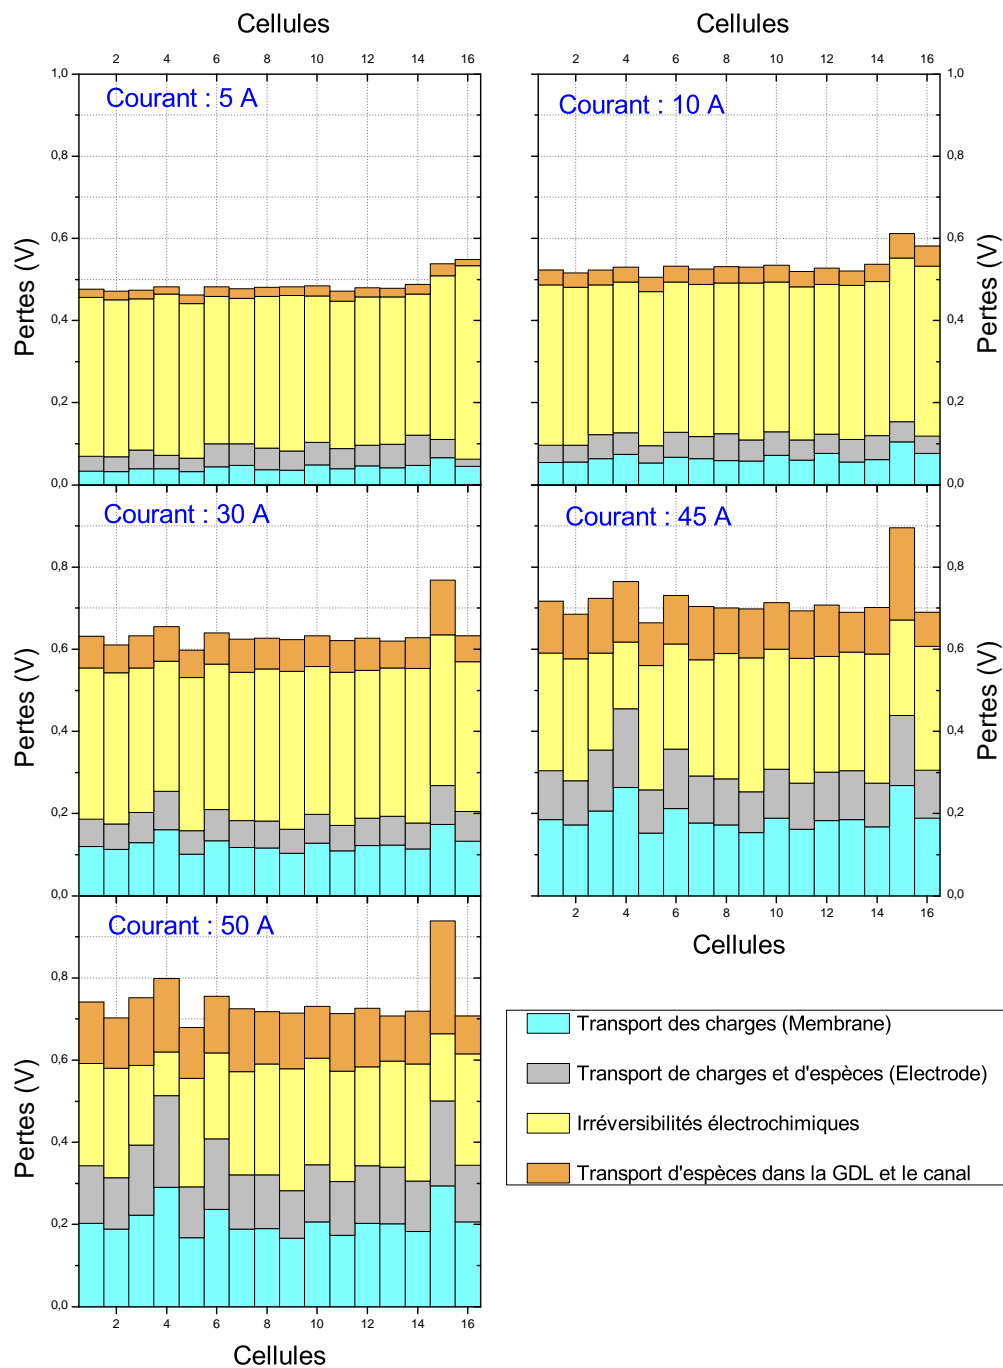 Cellules
Cellules
2 4 6 8 10 12 14 16
2 4 6 8 10 12 14 16
1,0
1,0
Courant : 5 A
Courant : 10 A
0,8
0,8
0,6
0,6
Pertes (V)
Pertes (V)
0,4
0,4
0,2
0,2
0,0
0,0
Courant : 30 A
Courant : 45 A
0,8
0,8
0,6
0,6
Pertes (V)
Pertes (V)
0,4
0,4
0,2
0,2
0,0
0,0
2 4 6 8 10 12 14 16
Cellules
Courant : 50 A
0,8
0,6
Pertes (V)
0,4
0,2
0,0
2 4 6 8 10 12 14 16
Cellules
Transport des charges (Membrane)
Transport de charges et d'espèces (Electrode)
Irréversibilités électrochimiques
Transport d'espèces dans la GDL et le canal